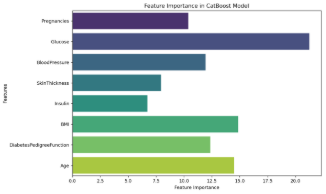 Feature Importance in CatBoost Model
Features
Pregnancies
Glucose
BloodPressure
SkinThickness
Insulin
BMI
DiabetesPedigreeFunction
Age
0.0 2.5 5.0 7.5 10.0 12.5 15.0 17.5 20.0
Feature Importance